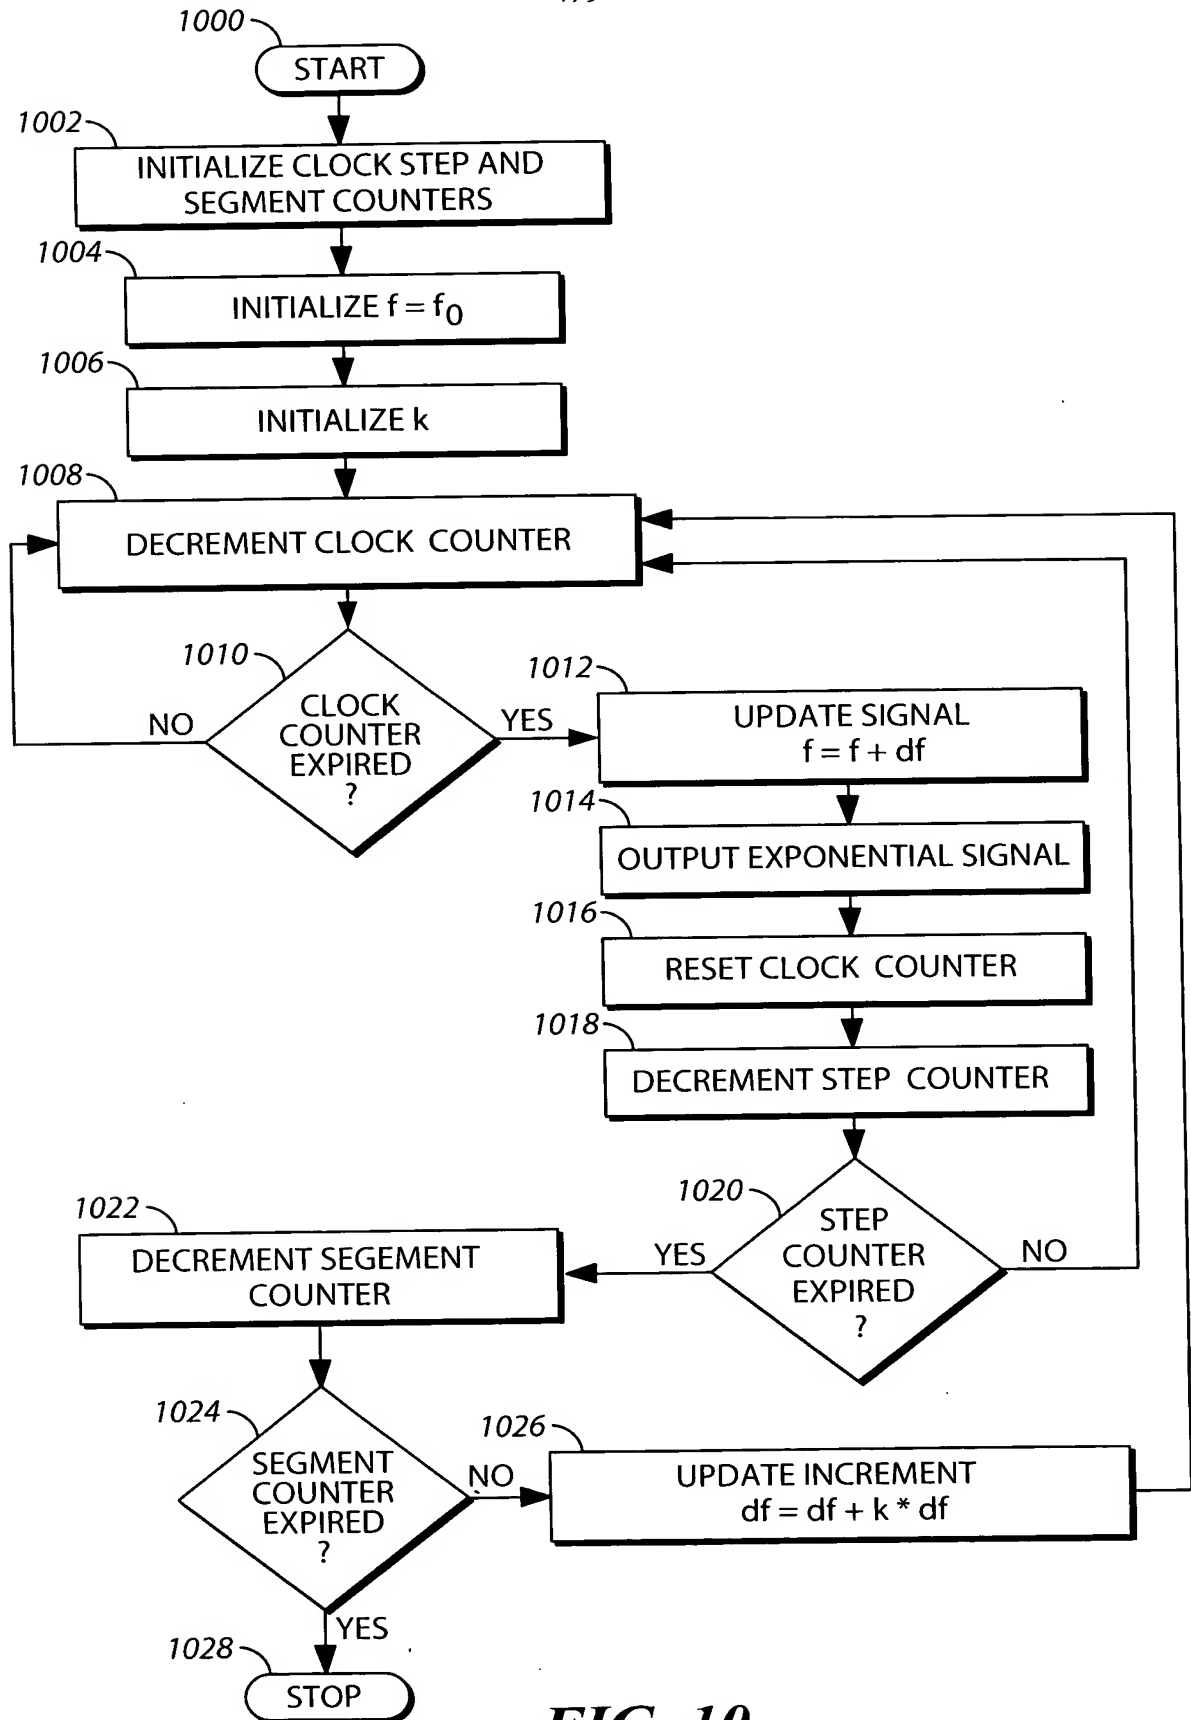 1000
START
1002
INITIALIZE CLOCK STEP AND
SEGMENT COUNTERS
1004
INITIALIZE f = f0
1006
INITIALIZE k
1008
DECREMENT CLOCK COUNTER
1010
CLOCK
COUNTER
EXPIRED
?
NO
YES
1012
UPDATE SIGNAL
f = f + df
1014
OUTPUT EXPONENTIAL SIGNAL
1016
RESET CLOCK COUNTER
1018
DECREMENT STEP COUNTER
1020
STEP
COUNTER
EXPIRED
?
YES
NO
1022
DECREMENT SEGEMENT
COUNTER
1024
SEGMENT
COUNTER
EXPIRED
?
NO
1026
UPDATE INCREMENT
df = df + k * df
YES
1028
STOP
FIG. 10